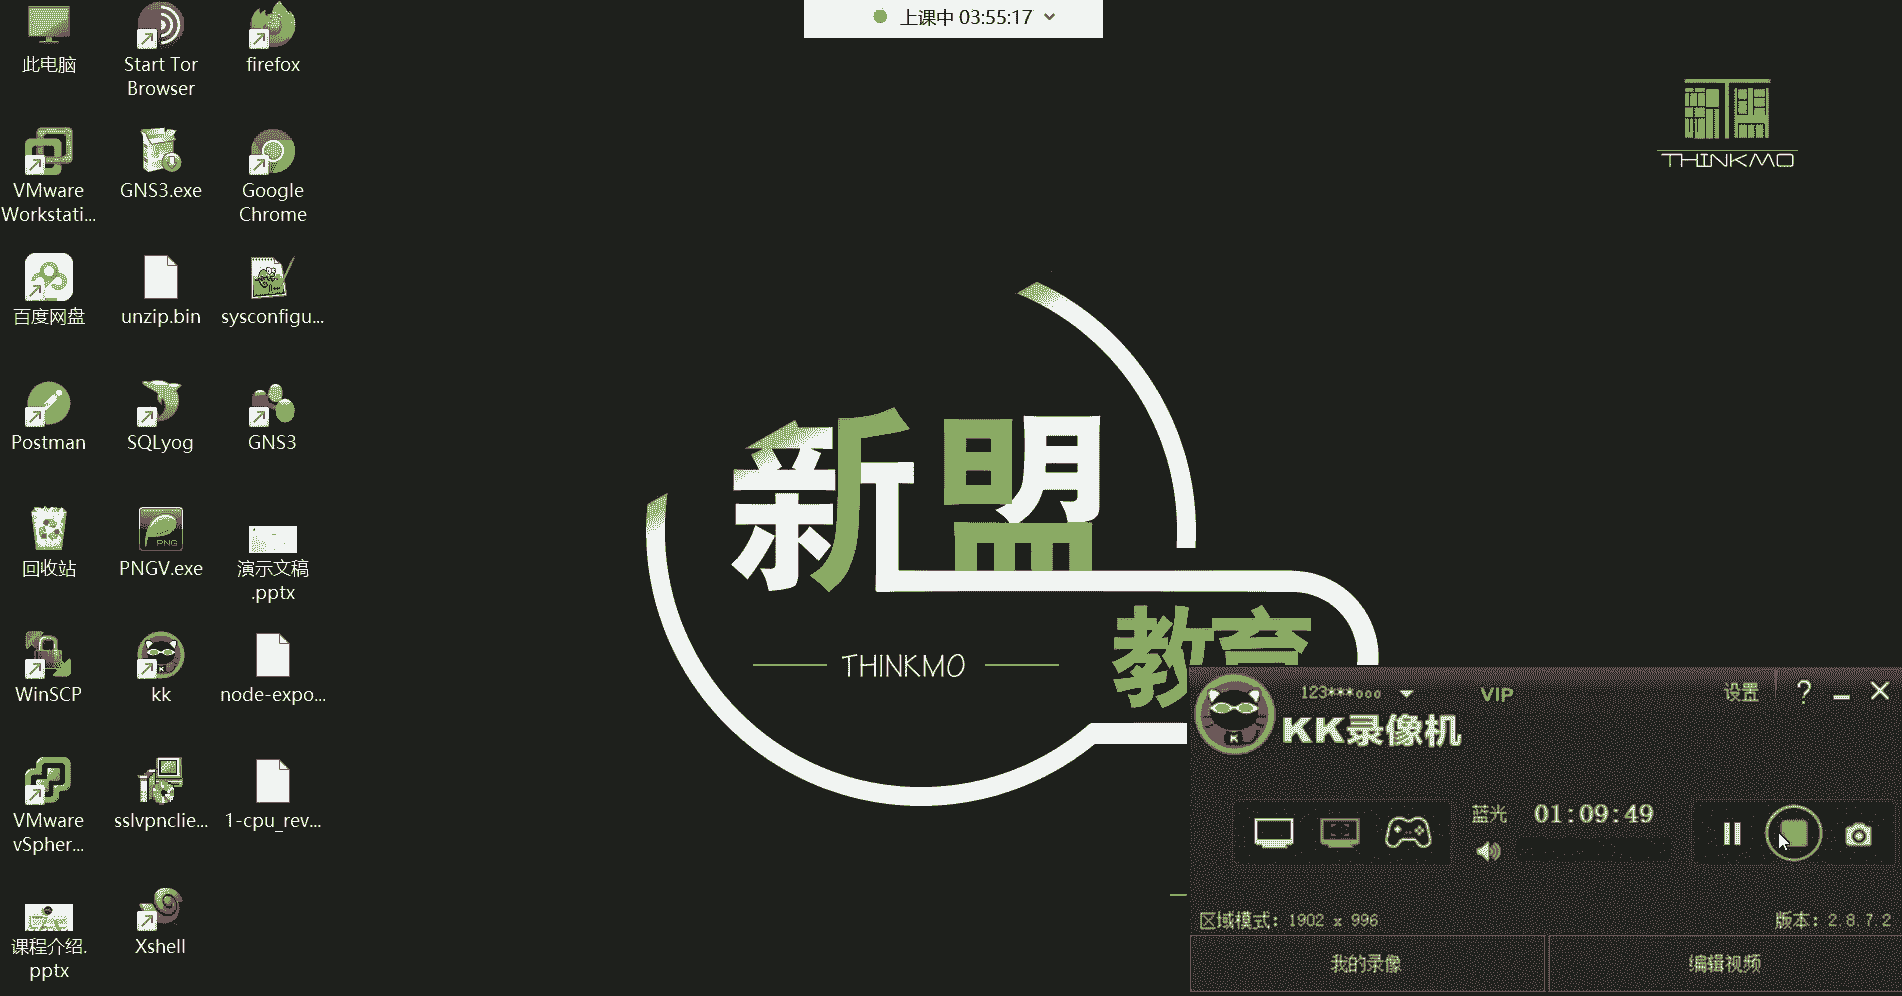 上课中 03:55:17
此电脑
Start Tor
Browser
firefox
THINKMO
VMware
Workstati...
GNS3.exe
Google
Chrome
百度网盘
unzip.bin
sysconfigu...
Postman
SQLyog
GNS3
新盟
教育
THINKMO
回收站
PNGV.exe
PNG
演示文稿
.pptx
WinSCP
kk
node-expo...
VMware
vSpher...
sslvpnclie...
1-cpu_rev...
课程介绍.
pptx
Xshell
123***ooo
VIP
设置
?
K
KK录像机
蓝光
01:09:49
区域模式: 1902 x 996
版本: 2.8.7.2
我的录像
编辑视频